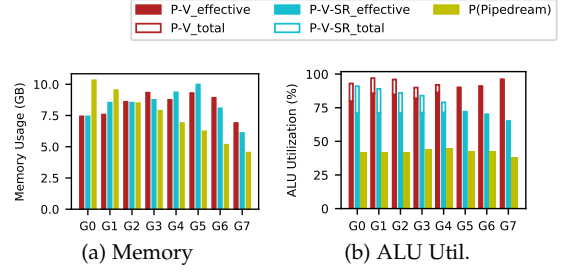 P-V_effective P-V-SR_effective P(Pipedream)
P-V_total P-V-SR_total
Memory Usage (GB)
10.0
7.5
5.0
2.5
0.0
G0 G1 G2 G3 G4 G5 G6 G7
(a) Memory
ALU Utilization (%)
100
75
50
25
0
G0 G1 G2 G3 G4 G5 G6 G7
(b) ALU Util.